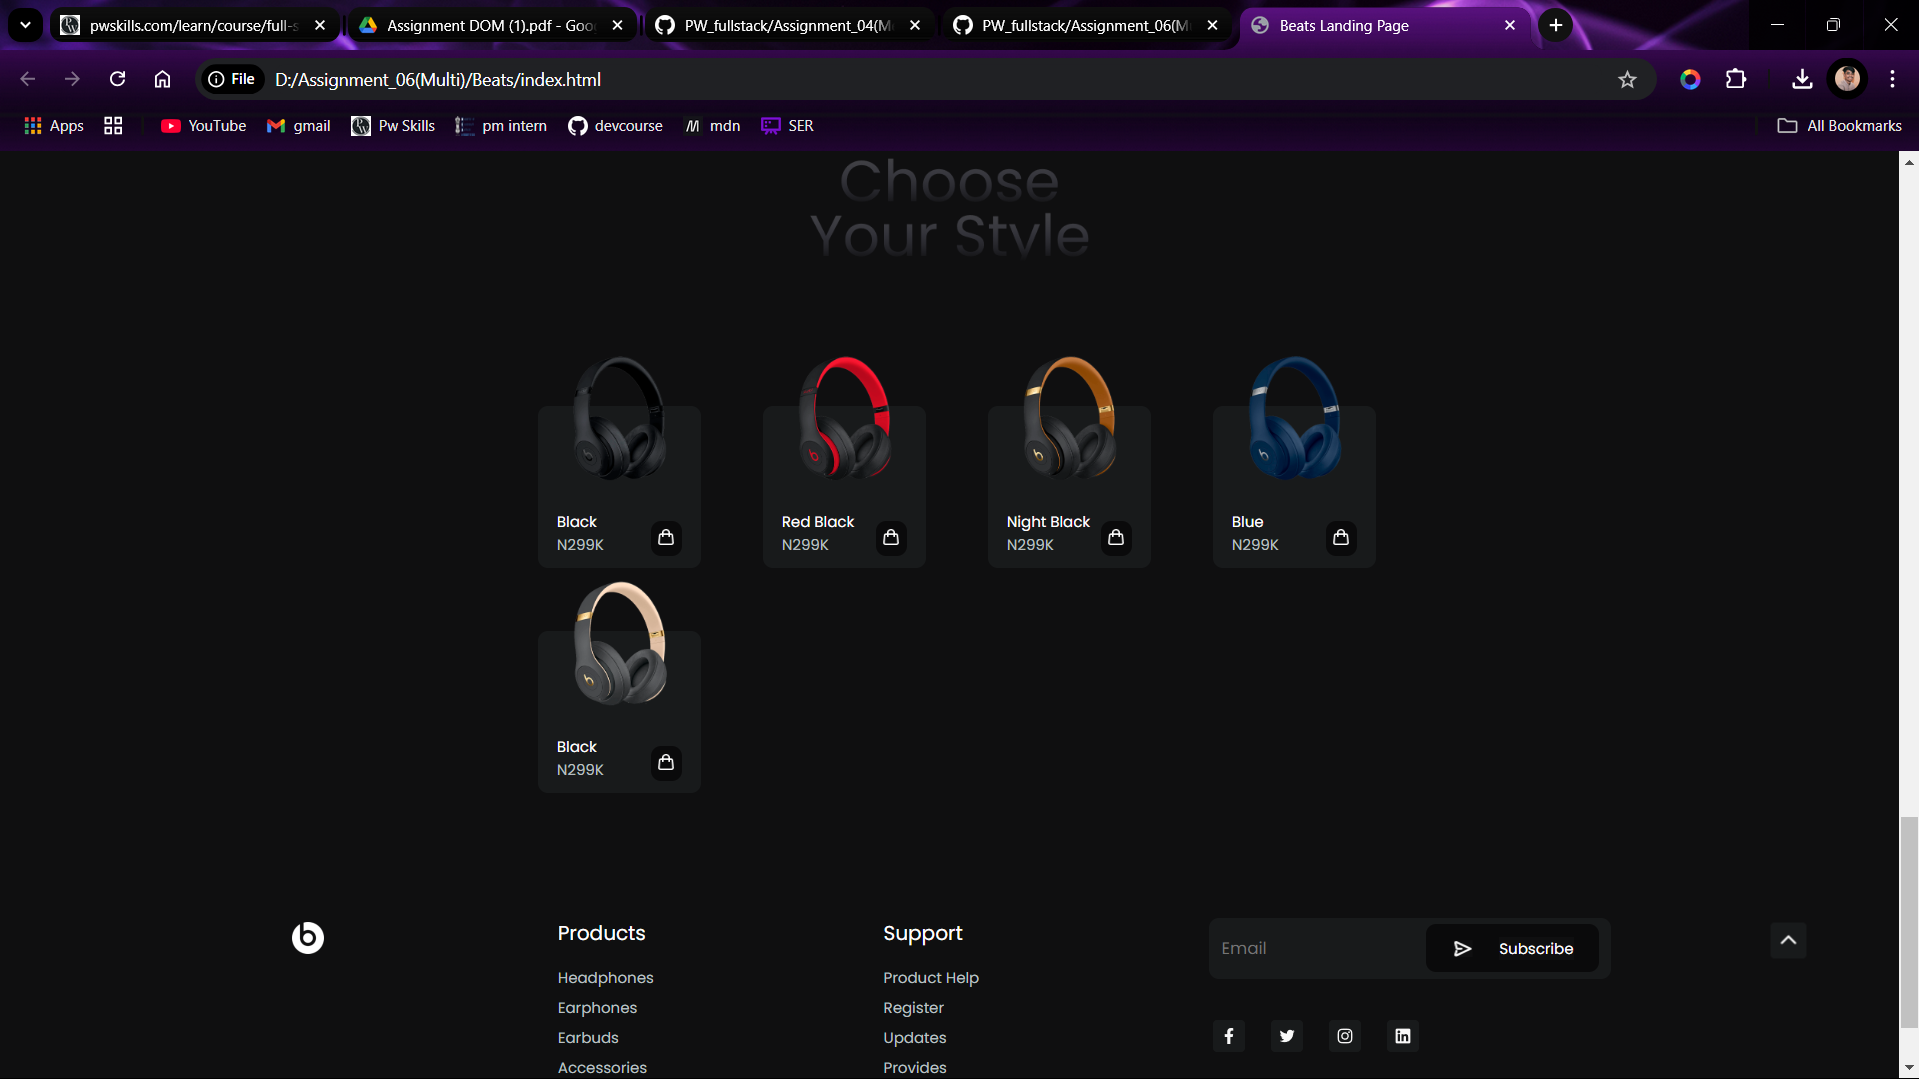 pwskills.com/learn/course/full-s
Assignment DOM (1).pdf - Goo
PW_fullstack/Assignment_04(M
PW_fullstack/Assignment_06(M
Beats Landing Page
File
D:/Assignment_06(Multi)/Beats/index.html
Apps
YouTube
gmail
Pw Skills
pm intern
devcourse
mdn
SER
All Bookmarks
Choose
Your Style
Black
N299K
Red Black
N299K
Night Black
N299K
Blue
N299K
Black
N299K
Products
Headphones
Earphones
Earbuds
Accessories
Support
Product Help
Register
Updates
Provides
Email
Subscribe